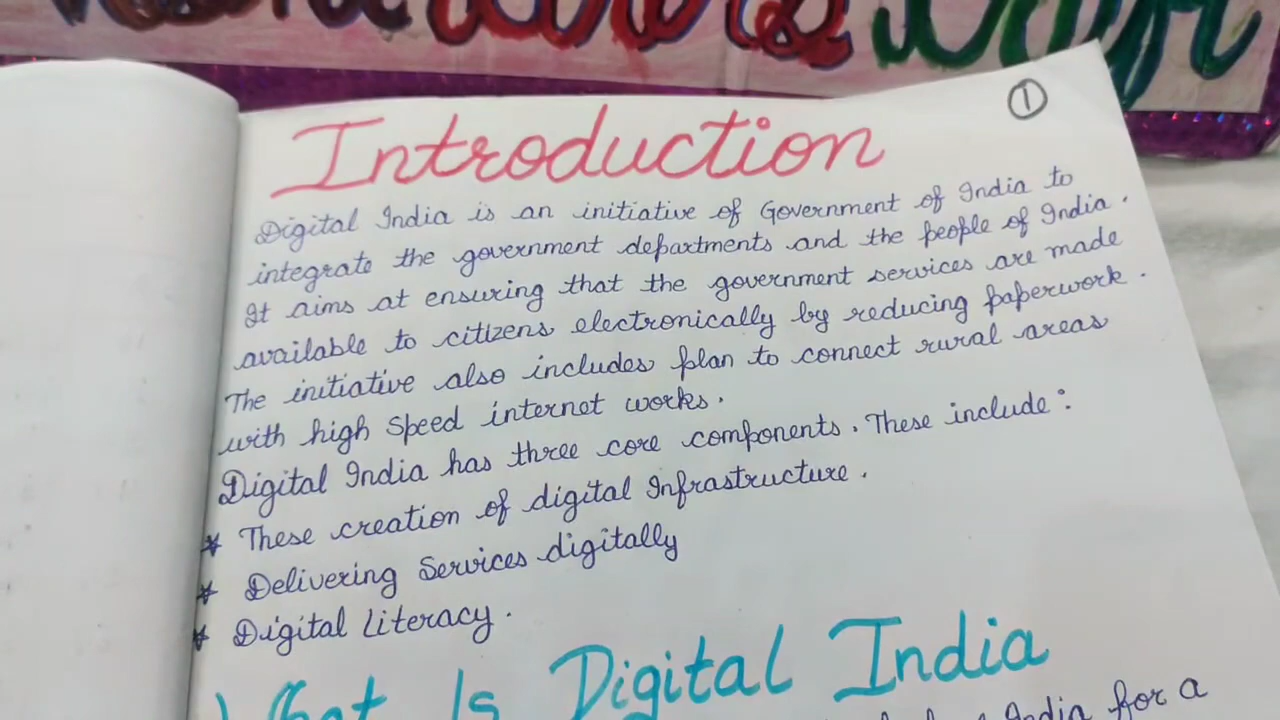 1
Introduction
Digital India is an initiative of Government of India to
integrate the government departments and the people of India.
It aims at ensuring that the government services are made
available to citizens electronically by reducing paperwork.
The initiative also includes plan to connect rural areas
with high speed internet works.
Digital India has three core components. These include:
* These creation of digital Infrastructure.
* Delivering Services digitally
* Digital Literacy.
What Is Digital India
India for a